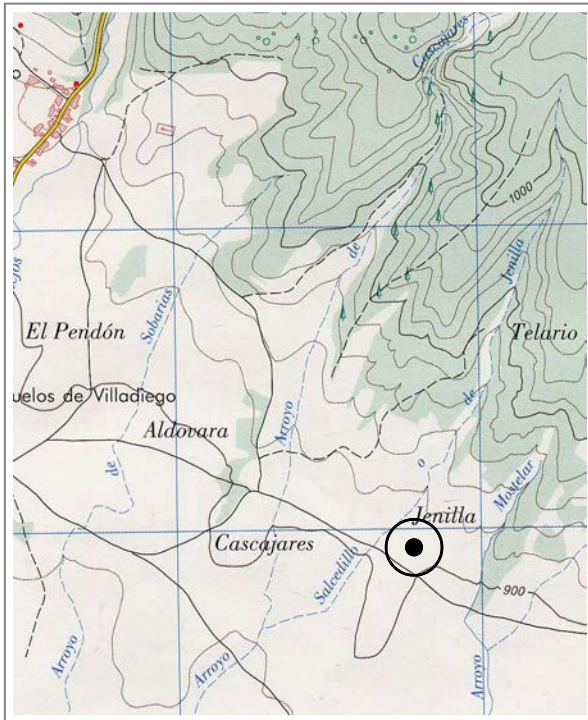 Cascajares
1000
de
Jenilla
Sobarias
El Pendón
Telario
uelos de Villadiego
Arroyo
de
Aldovara
o
de
Mostelar
Jenilla
Cascajares
Salcedillo
900
Arroyo
Arroyo
Arroyo